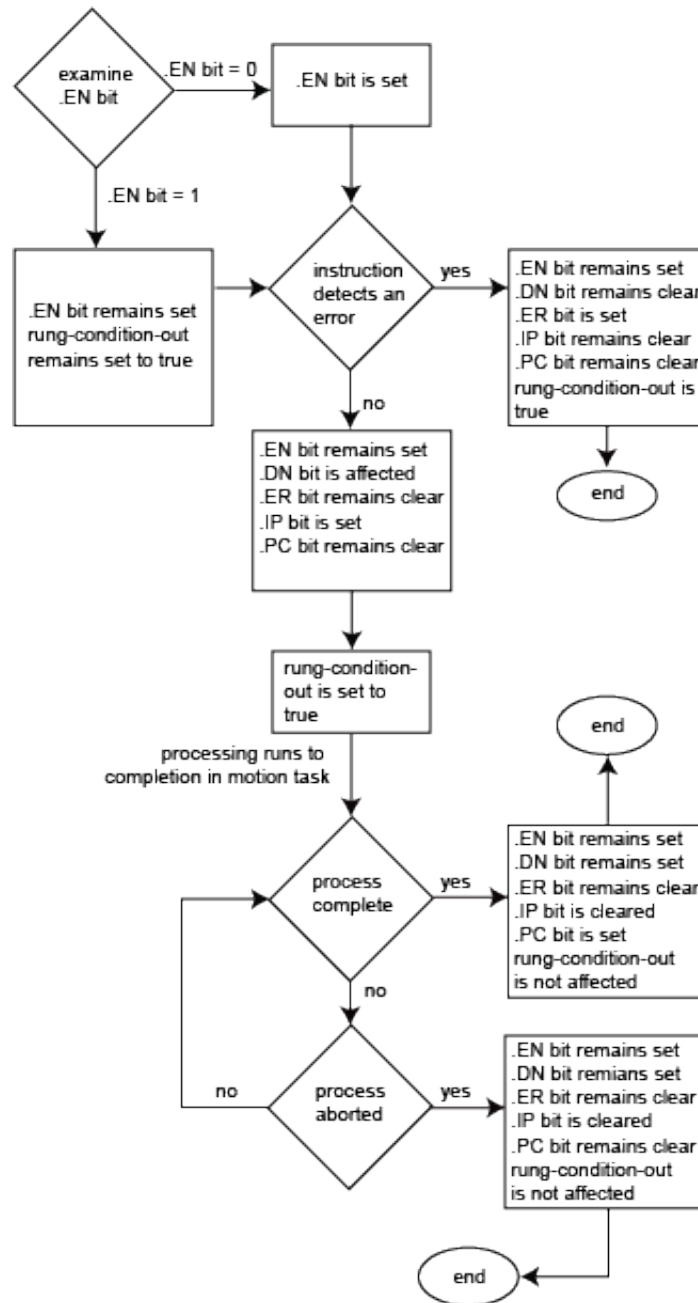 examine
.EN bit
.EN bit = 0
.EN bit is set
.EN bit = 1
.EN bit remains set
rung-condition-out
remains set to true
instruction
detects an
error
yes
.EN bit remains set
.DN bit remains clear
.ER bit is set
.IP bit remains clear
.PC bit remains clear
rung-condition-out is
true
end
no
.EN bit remains set
.DN bit is affected
.ER bit remains clear
.IP bit is set
.PC bit remains clear
rung-condition-
out is set to
true
processing runs to
completion in motion task
process
complete
yes
.EN bit remains set
.DN bit remains set
.ER bit remains clear
.IP bit is cleared
.PC bit is set
rung-condition-out
is not affected
end
no
process
aborted
no
yes
.EN bit remains set
.DN bit remians set
.ER bit remains clear
.IP bit is cleared
.PC bit remains clear
rung-condition-out
is not affected
end